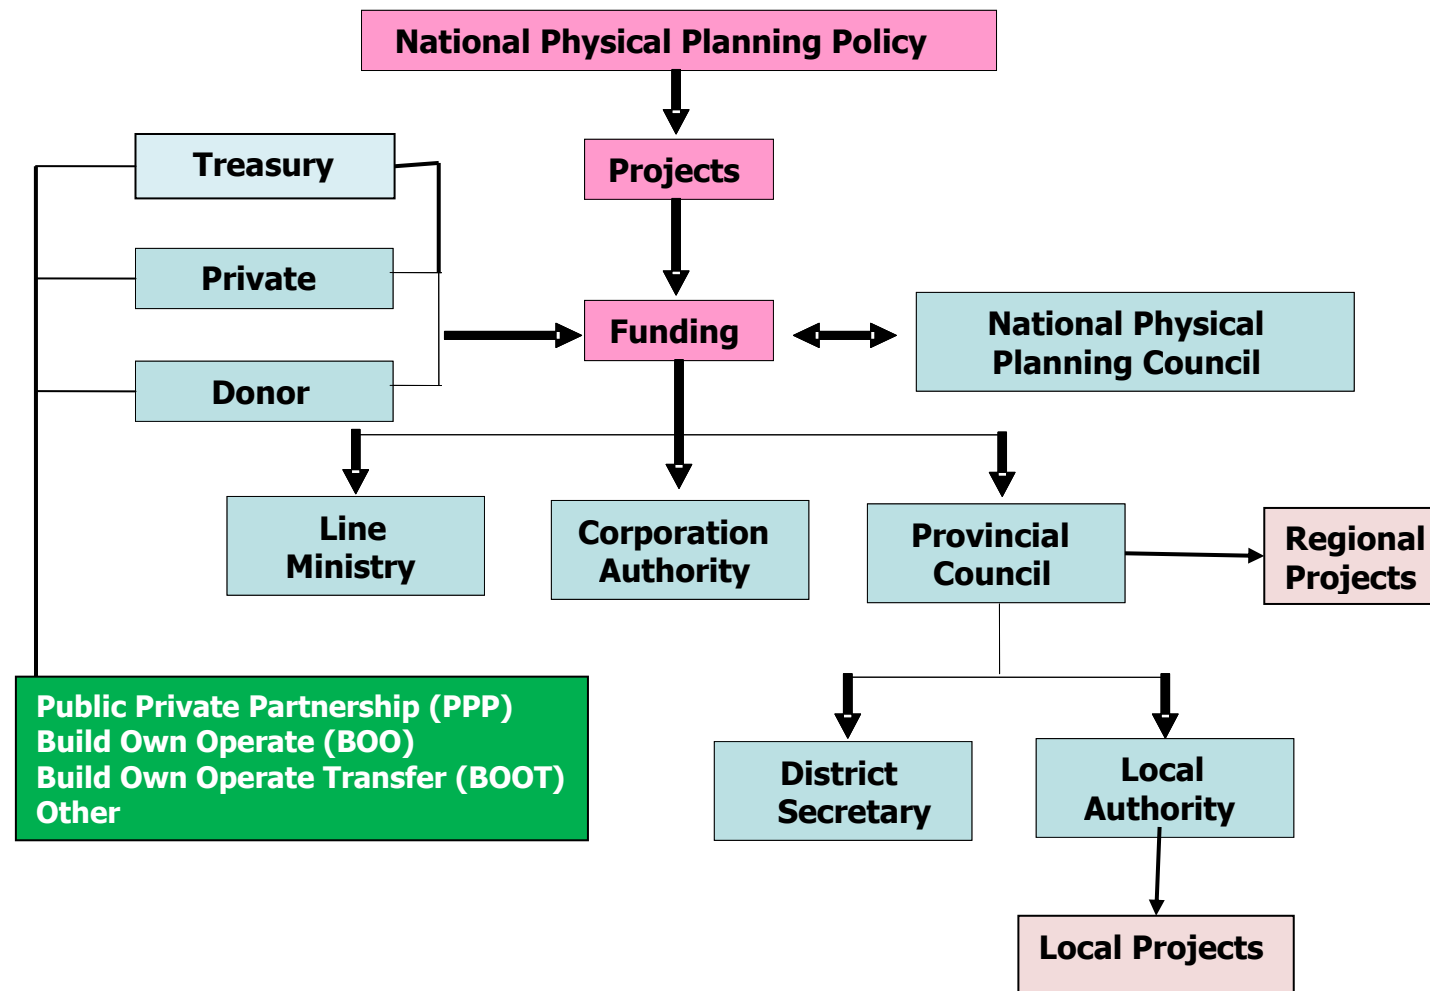 National Physical Planning Policy
Treasury
Projects
Private
Funding
National Physical
Planning Council
Donor
Line
Ministry
Corporation
Authority
Provincial
Council
Regional
Projects
Public Private Partnership (PPP)
Build Own Operate (BOO)
Build Own Operate Transfer (BOOT)
Other
District
Secretary
Local
Authority
Local Projects